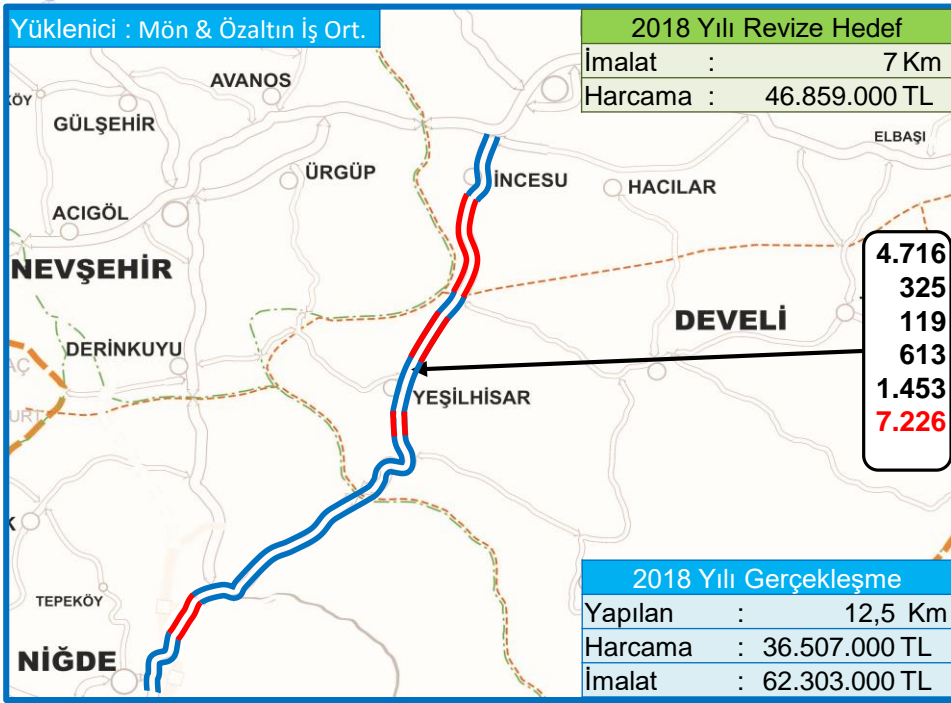 Yüklenici : Mön & Özaltın İş Ort.
2018 Yılı Revize Hedef
İmalat : 7 Km
Harcama : 46.859.000 TL
AVANOS
KÖY
GÜLŞEHİR
ELBAŞI
ÜRGÜP
İNCESU
HACILAR
ACIGÖL
NEVŞEHİR
4.716
325
119
613
1.453
7.226
DEVELİ
DERİNKUYU
YEŞİLHİSAR
TEPEKÖY
NİĞDE
2018 Yılı Gerçekleşme
Yapılan : 12,5 Km
Harcama : 36.507.000 TL
İmalat : 62.303.000 TL